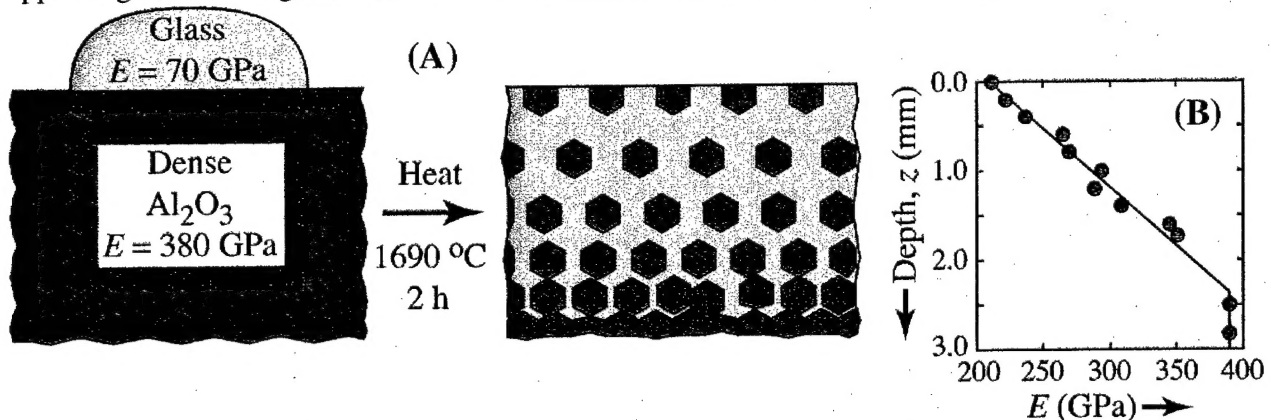 Glass
E = 70 GPa
(A)
Dense
Al₂O₃
E = 380 GPa
Heat
1690 °C
2 h
(B)
Depth, z (mm)
0.0
1.0
2.0
3.0
200 250 300 350 400
E (GPa)